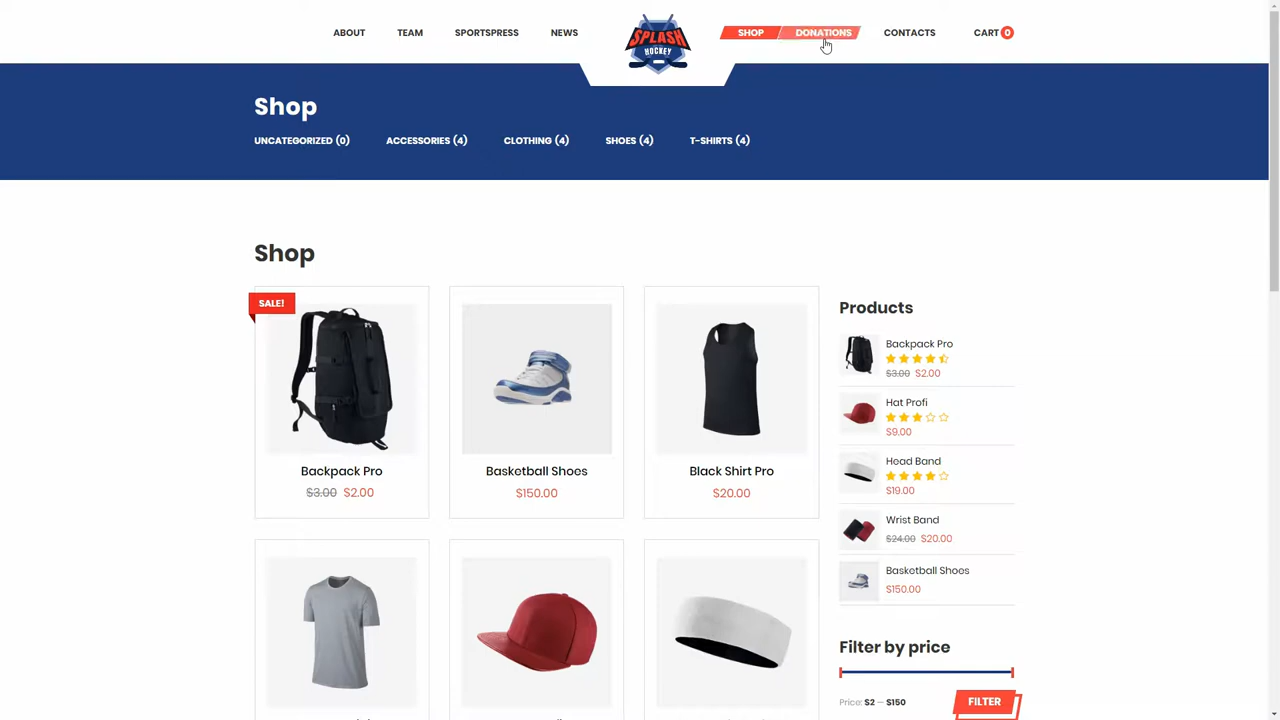 ABOUT TEAM SPORTSPRESS NEWS SPLASH HOCKEY SHOP DONATIONS CONTACTS CART 0
Shop
UNCATEGORIZED (0) ACCESSORIES (4) CLOTHING (4) SHOES (4) T-SHIRTS (4)
Shop
SALE!
Backpack Pro
$3.00 $2.00
Basketball Shoes
$150.00
Black Shirt Pro
$20.00
Products
Backpack Pro
$3.00 $2.00
Hat Profi
$9.00
Head Band
$19.00
Wrist Band
$24.00 $20.00
Basketball Shoes
$150.00
Filter by price
Price: $2 — $150
FILTER